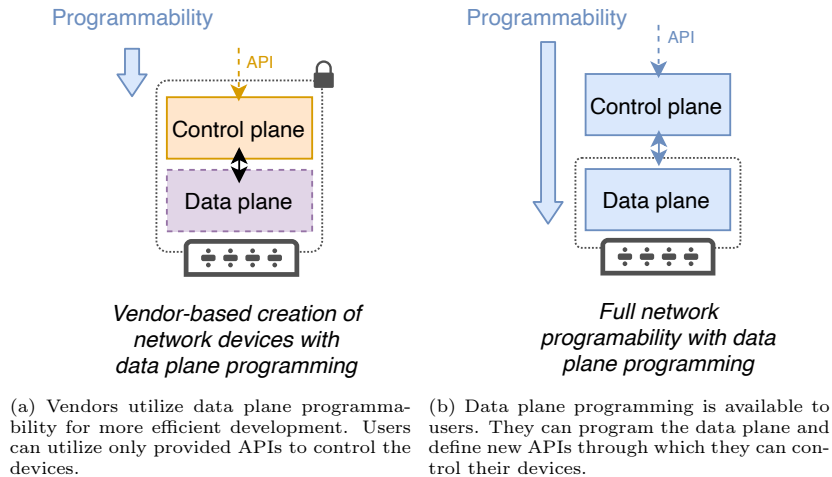 Programmability
API
Control plane
Data plane
Vendor-based creation of
network devices with
data plane programming
(a) Vendors utilize data plane programma-
bility for more efficient development. Users
can utilize only provided APIs to control the
devices.
Programmability
API
Control plane
Data plane
Full network
programability with data
plane programming
(b) Data plane programming is available to
users. They can program the data plane and
define new APIs through which they can con-
trol their devices.